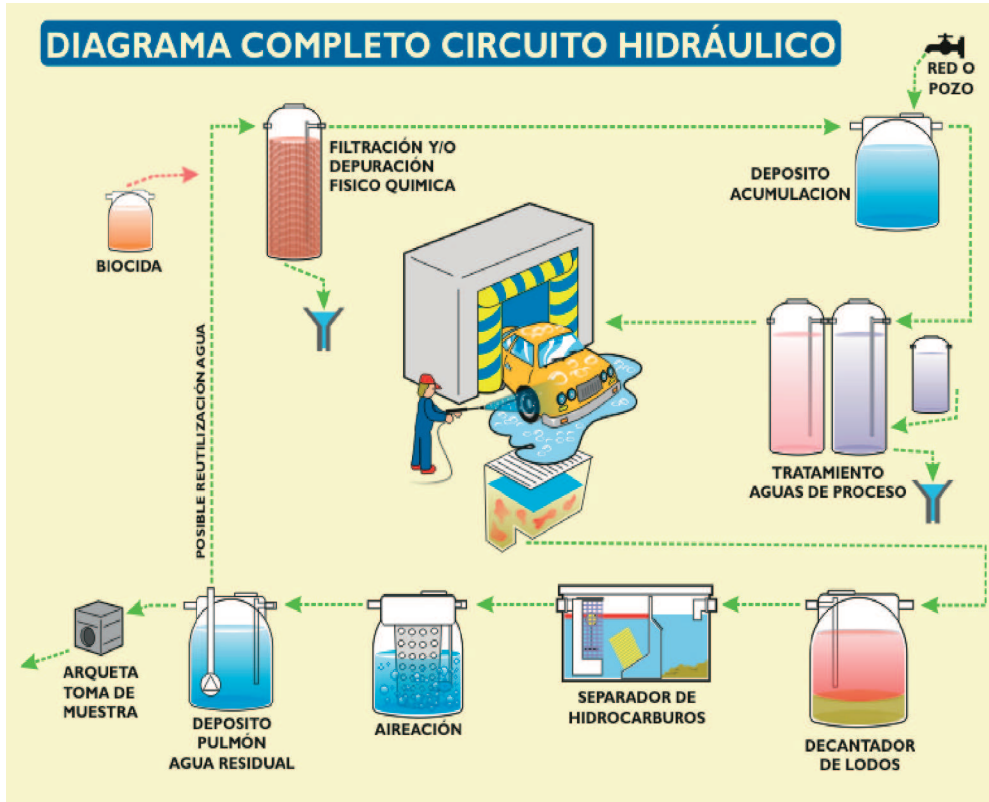 DIAGRAMA COMPLETO CIRCUITO HIDRÁULICO
RED O
POZO
FILTRACIÓN Y/O
DEPURACIÓN
FISICO QUIMICA
DEPOSITO
ACUMULACION
BIOCIDA
POSIBLE REUTILIZACIÓN AGUA
TRATAMIENTO
AGUAS DE PROCESO
ARQUETA
TOMA DE
MUESTRA
DEPOSITO
PULMÓN
AGUA RESIDUAL
AIREACIÓN
SEPARADOR DE
HIDROCARBUROS
DECANTADOR
DE LODOS